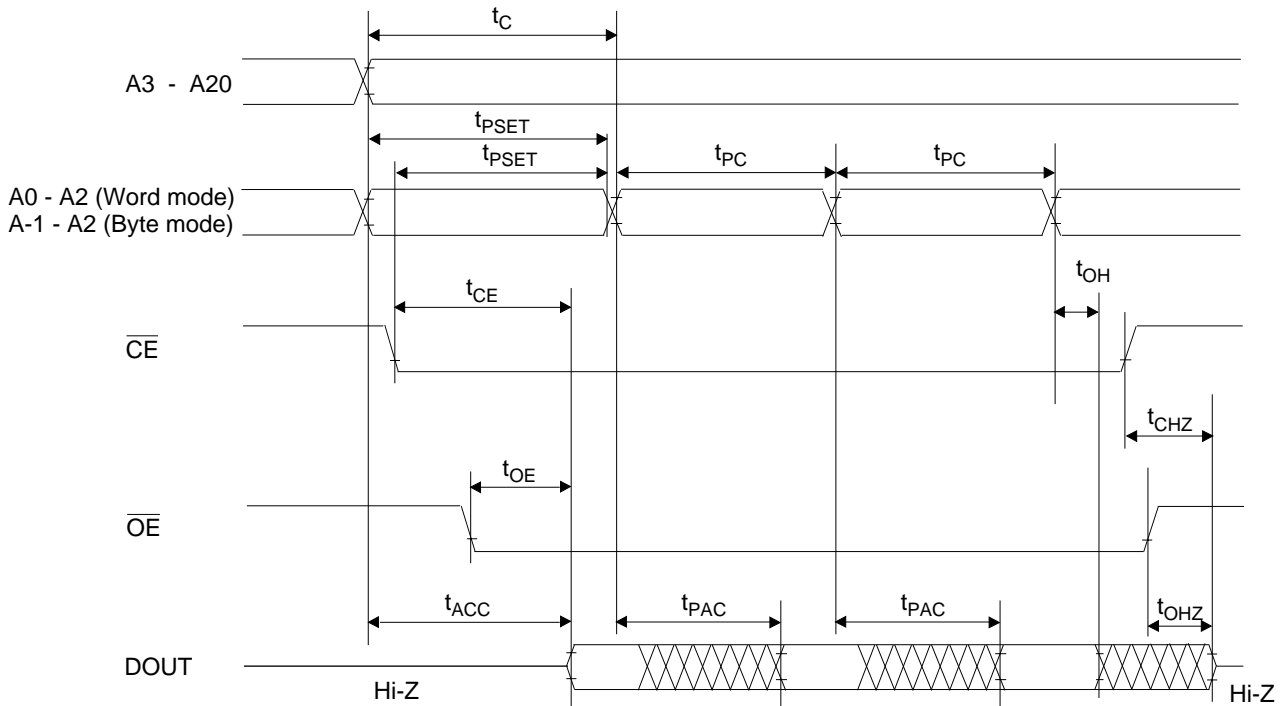 tC
A3 - A20
tPSET
tPSET
tPC
tPC
A0 - A2 (Word mode)
A-1 - A2 (Byte mode)
tOH
tCE
CE
tCHZ
tOE
OE
tACC
tPAC
tPAC
tOHZ
DOUT
Hi-Z
Hi-Z